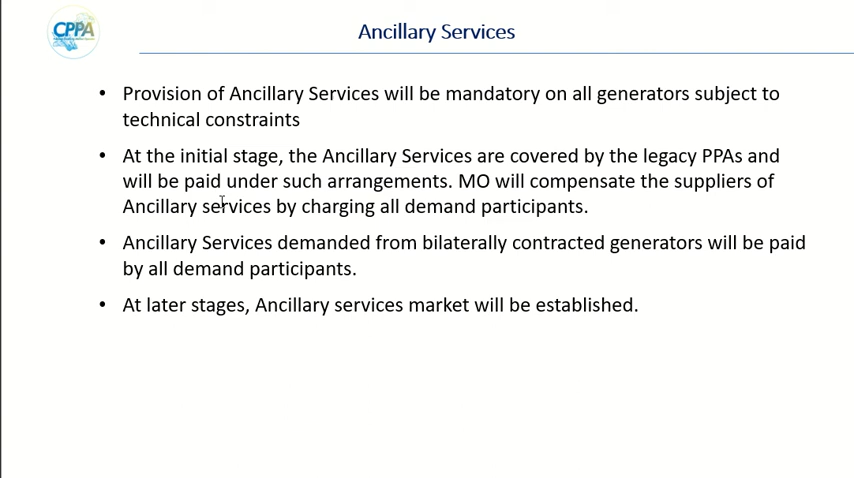 CPPA
Ancillary Services
• Provision of Ancillary Services will be mandatory on all generators subject to
technical constraints
• At the initial stage, the Ancillary Services are covered by the legacy PPAs and
will be paid under such arrangements. MO will compensate the suppliers of
Ancillary services by charging all demand participants.
• Ancillary Services demanded from bilaterally contracted generators will be paid
by all demand participants.
• At later stages, Ancillary services market will be established.